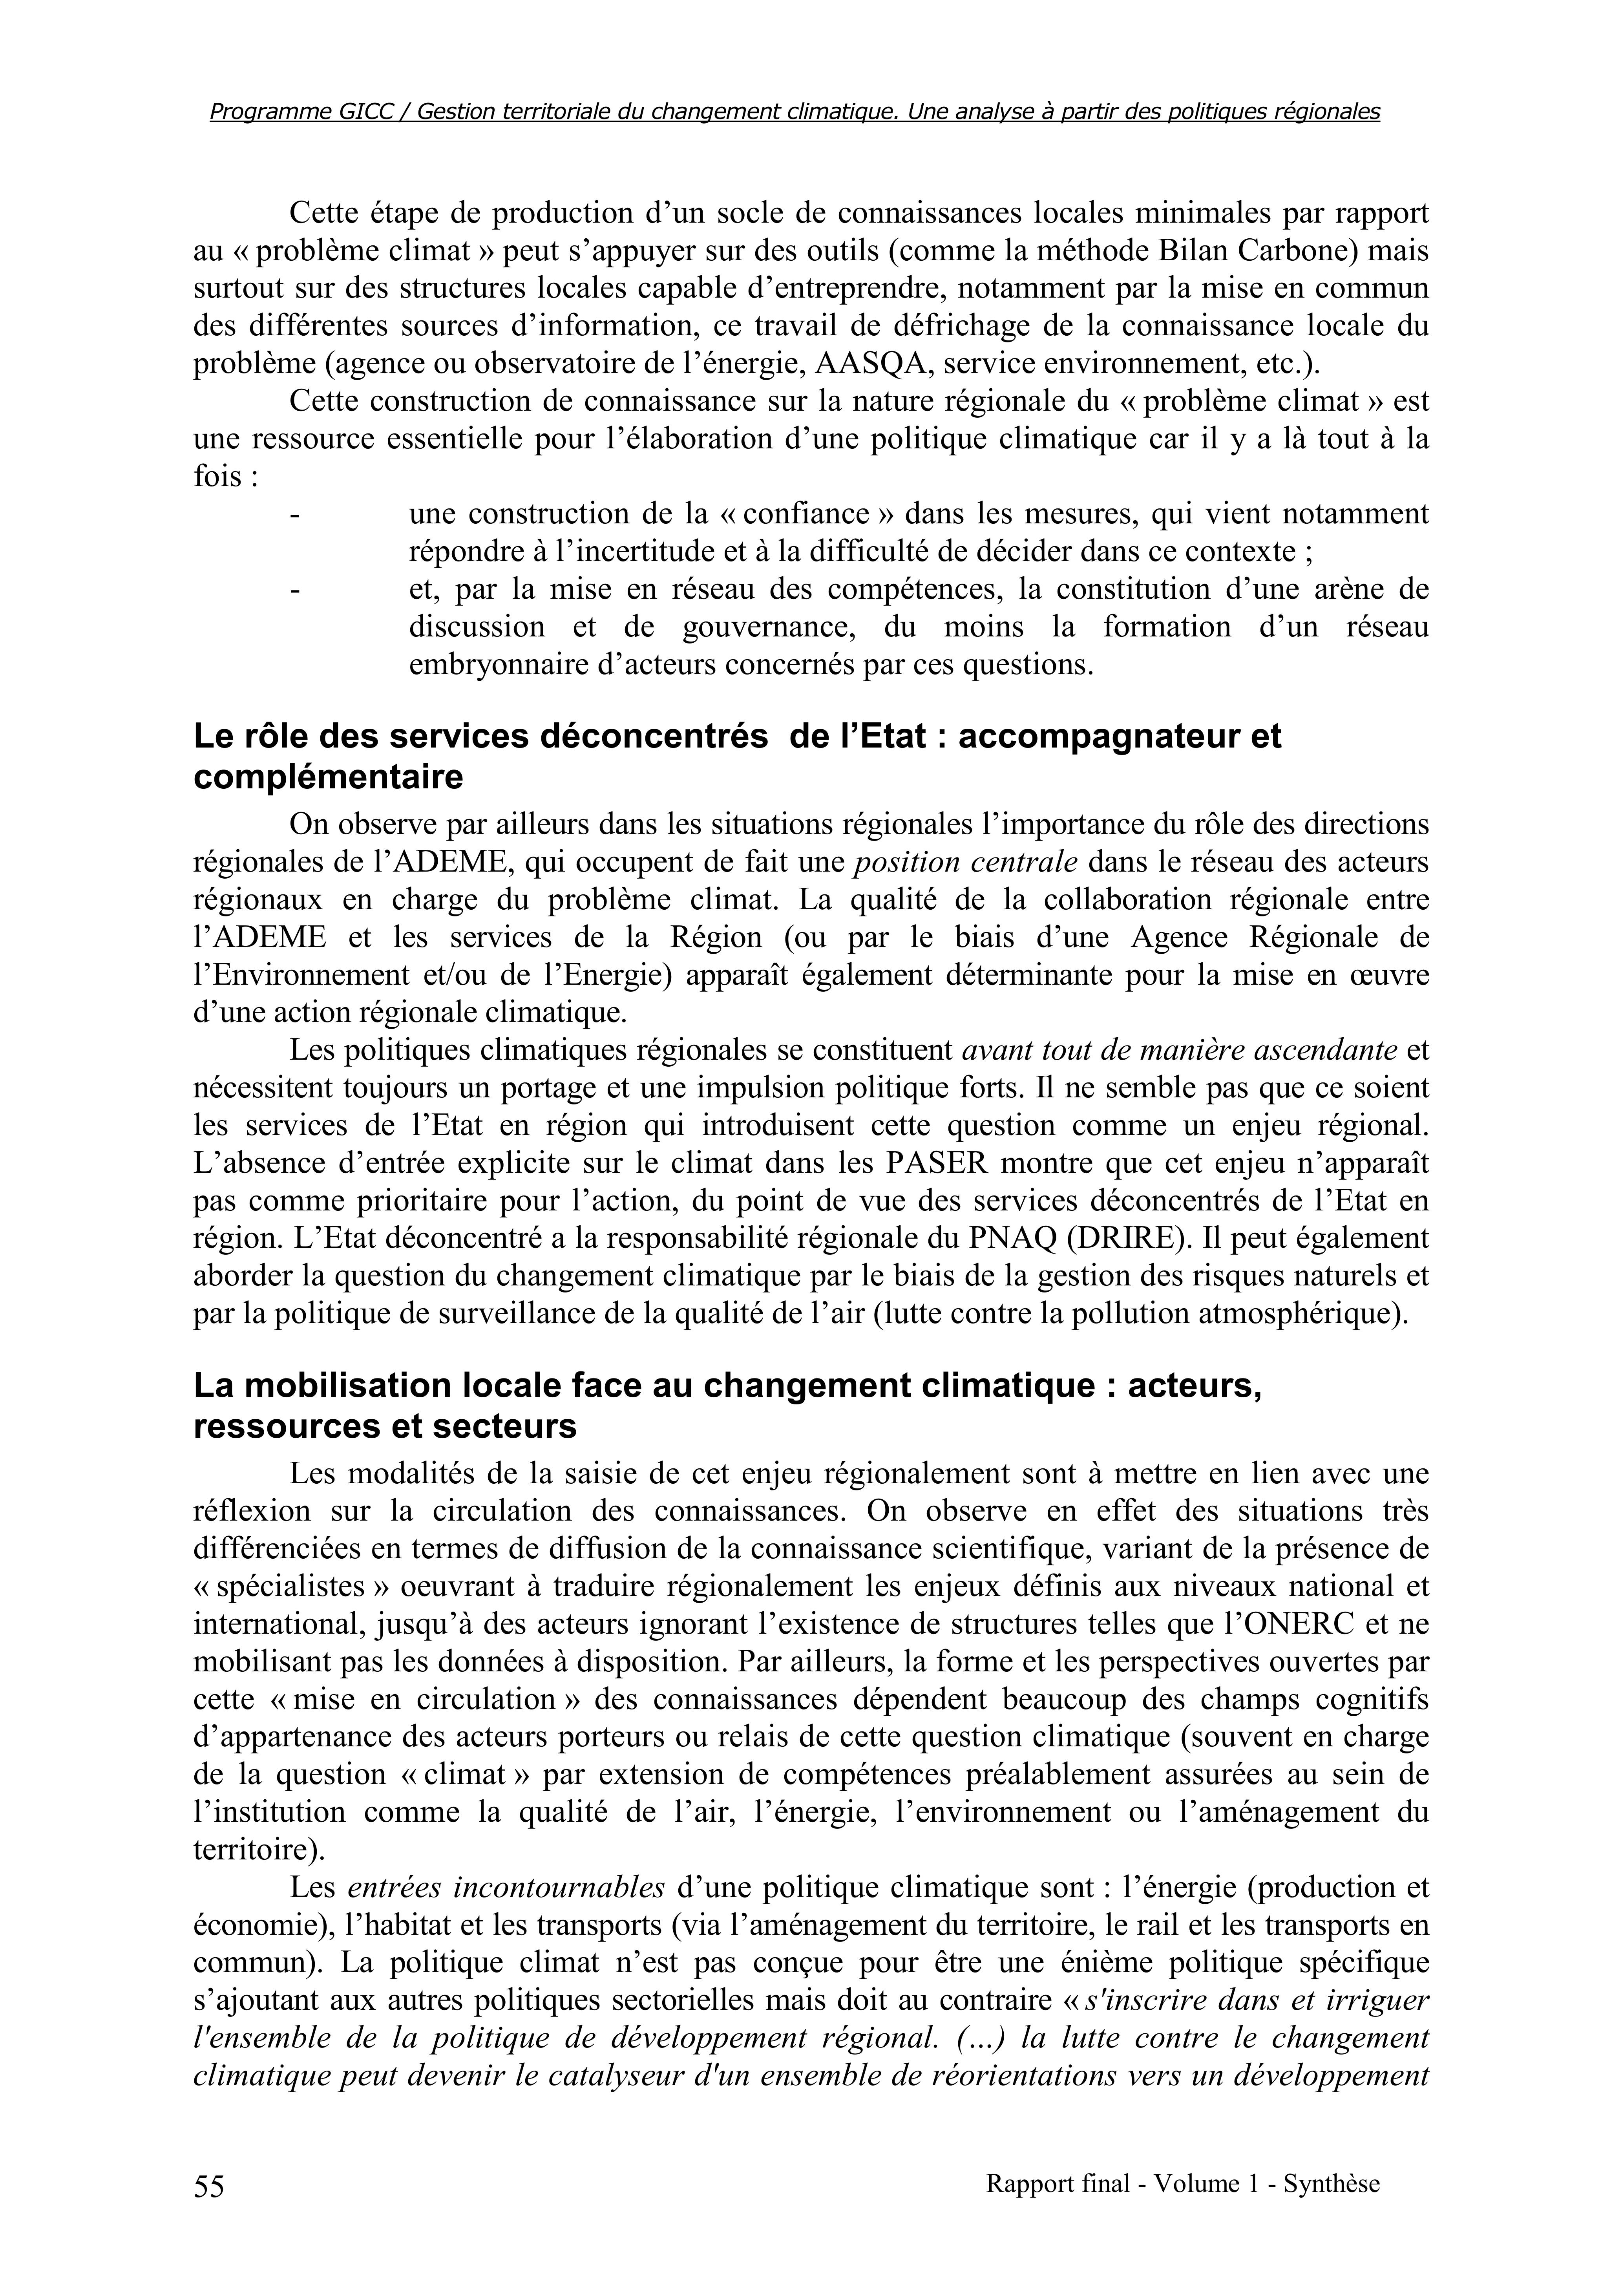 Programme GICC / Gestion territoriale du changement climatique. Une analyse à partir des politiques régionales
Cette étape de production d’un socle de connaissances locales minimales par rapport
au « problème climat » peut s’appuyer sur des outils (comme la méthode Bilan Carbone) mais
surtout sur des structures locales capable d’entreprendre, notamment par la mise en commun
des différentes sources d’information, ce travail de défrichage de la connaissance locale du
problème (agence ou observatoire de l’énergie, AASQA, service environnement, etc.).
Cette construction de connaissance sur la nature régionale du « problème climat » est
une ressource essentielle pour l’élaboration d’une politique climatique car il y a là tout à la
fois :
- une construction de la « confiance » dans les mesures, qui vient notamment
répondre à l’incertitude et à la difficulté de décider dans ce contexte ;
- et, par la mise en réseau des compétences, la constitution d’une arène de
discussion et de gouvernance, du moins la formation d’un réseau
embryonnaire d’acteurs concernés par ces questions.
Le rôle des services déconcentrés  de l’Etat : accompagnateur et
complémentaire
On observe par ailleurs dans les situations régionales l’importance du rôle des directions
régionales de l’ADEME, qui occupent de fait une position centrale dans le réseau des acteurs
régionaux en charge du problème climat. La qualité de la collaboration régionale entre
l’ADEME et les services de la Région (ou par le biais d’une Agence Régionale de
l’Environnement et/ou de l’Energie) apparaît également déterminante pour la mise en œuvre
d’une action régionale climatique.
Les politiques climatiques régionales se constituent avant tout de manière ascendante et
nécessitent toujours un portage et une impulsion politique forts. Il ne semble pas que ce soient
les services de l’Etat en région qui introduisent cette question comme un enjeu régional.
L’absence d’entrée explicite sur le climat dans les PASER montre que cet enjeu n’apparaît
pas comme prioritaire pour l’action, du point de vue des services déconcentrés de l’Etat en
région. L’Etat déconcentré a la responsabilité régionale du PNAQ (DRIRE). Il peut également
aborder la question du changement climatique par le biais de la gestion des risques naturels et
par la politique de surveillance de la qualité de l’air (lutte contre la pollution atmosphérique).
La mobilisation locale face au changement climatique : acteurs,
ressources et secteurs
Les modalités de la saisie de cet enjeu régionalement sont à mettre en lien avec une
réflexion sur la circulation des connaissances. On observe en effet des situations très
différenciées en termes de diffusion de la connaissance scientifique, variant de la présence de
« spécialistes » oeuvrant à traduire régionalement les enjeux définis aux niveaux national et
international, jusqu’à des acteurs ignorant l’existence de structures telles que l’ONERC et ne
mobilisant pas les données à disposition. Par ailleurs, la forme et les perspectives ouvertes par
cette « mise en circulation » des connaissances dépendent beaucoup des champs cognitifs
d’appartenance des acteurs porteurs ou relais de cette question climatique (souvent en charge
de la question « climat » par extension de compétences préalablement assurées au sein de
l’institution comme la qualité de l’air, l’énergie, l’environnement ou l’aménagement du
territoire).
Les entrées incontournables d’une politique climatique sont : l’énergie (production et
économie), l’habitat et les transports (via l’aménagement du territoire, le rail et les transports en
commun). La politique climat n’est pas conçue pour être une énième politique spécifique
s’ajoutant aux autres politiques sectorielles mais doit au contraire « s'inscrire dans et irriguer
l'ensemble de la politique de développement régional. (…) la lutte contre le changement
climatique peut devenir le catalyseur d'un ensemble de réorientations vers un développement
55
Rapport final - Volume 1 - Synthèse